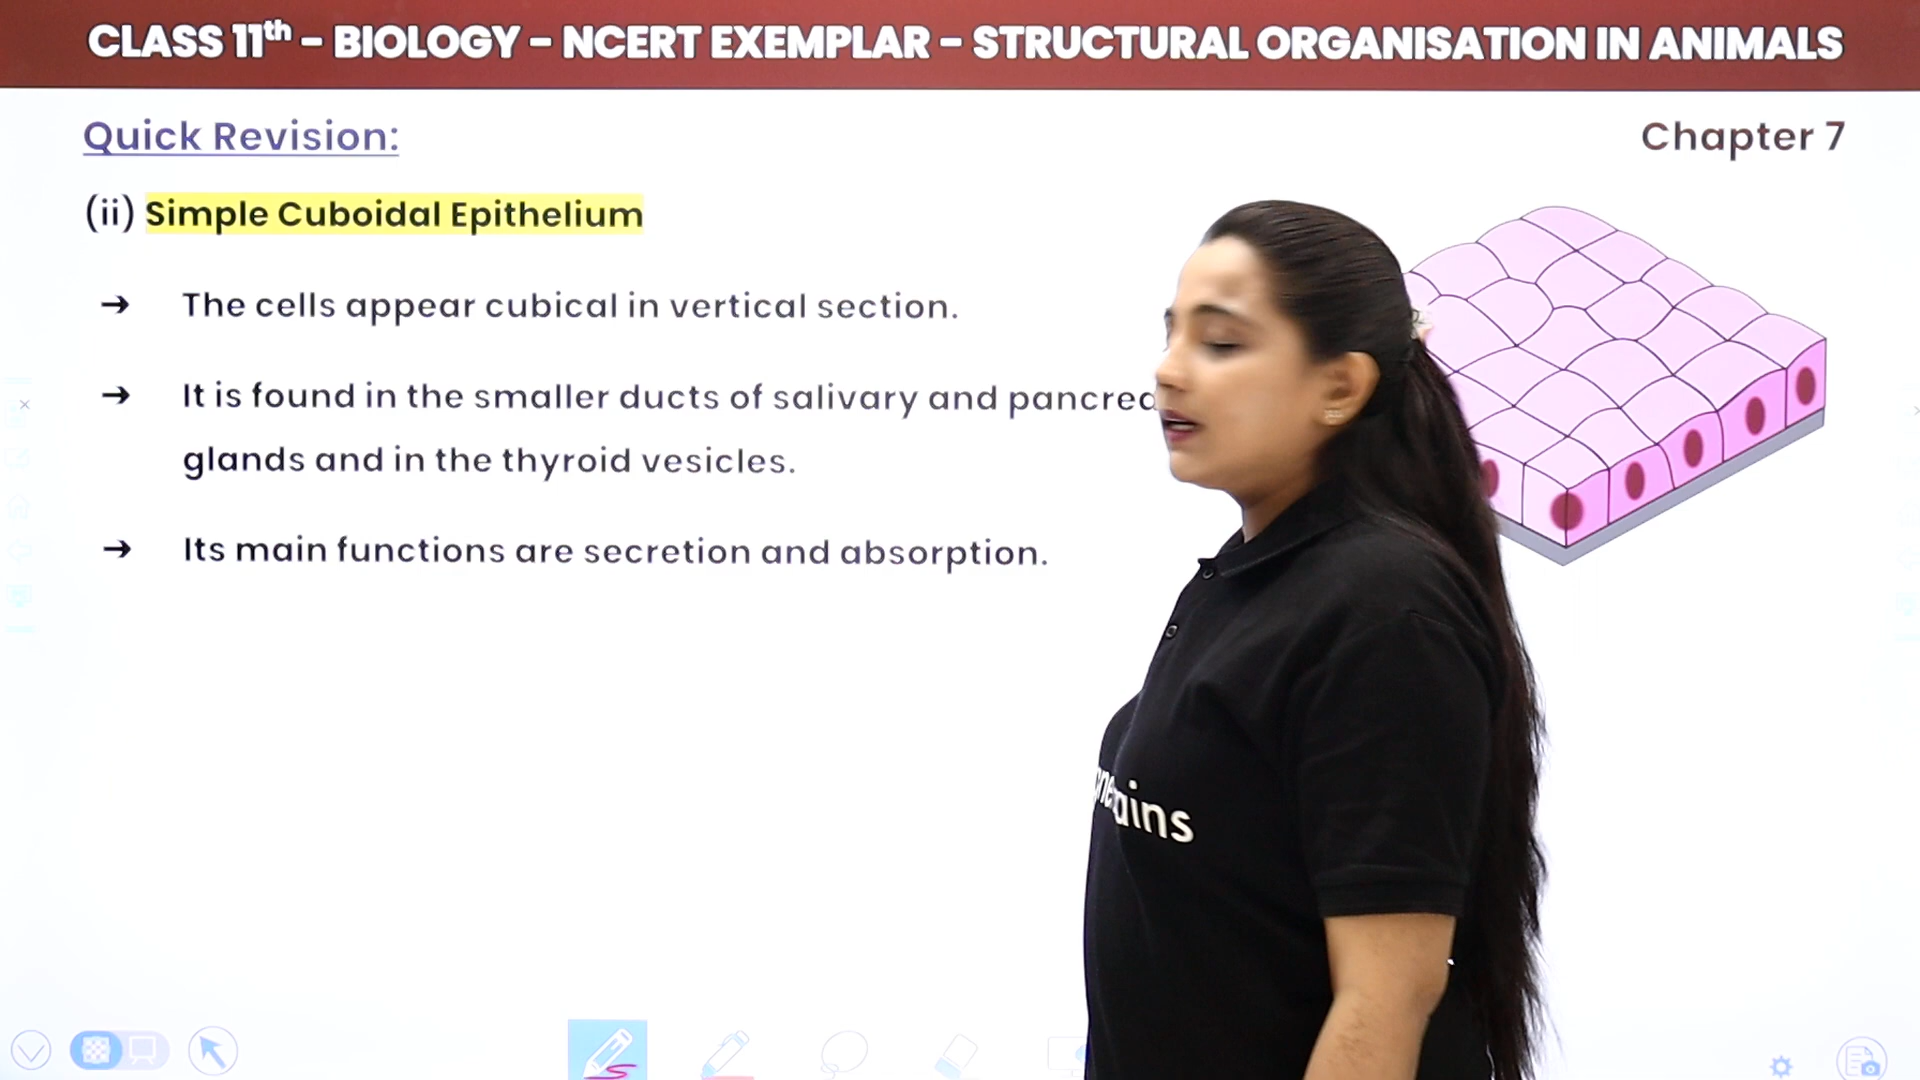 CLASS 11th – BIOLOGY – NCERT EXEMPLAR – STRUCTURAL ORGANISATION IN ANIMALS
Quick Revision:
Chapter 7
(ii) Simple Cuboidal Epithelium
→ The cells appear cubical in vertical section.
→ It is found in the smaller ducts of salivary and
glands and in the thyroid vesicles.
→ Its main functions are secretion and absorption.